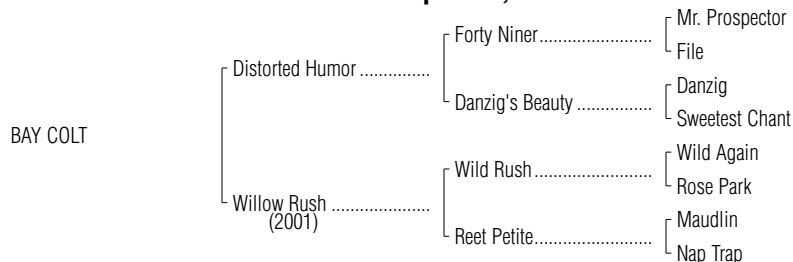 Mr. Prospector
Forty Niner........................
File
Distorted Humor ...............
Danzig
Danzig's Beauty ................
Sweetest Chant
BAY COLT
Wild Again
Wild Rush.........................
Rose Park
Willow Rush .....................
(2001)
Maudlin
Reet Petite.........................
Nap Trap